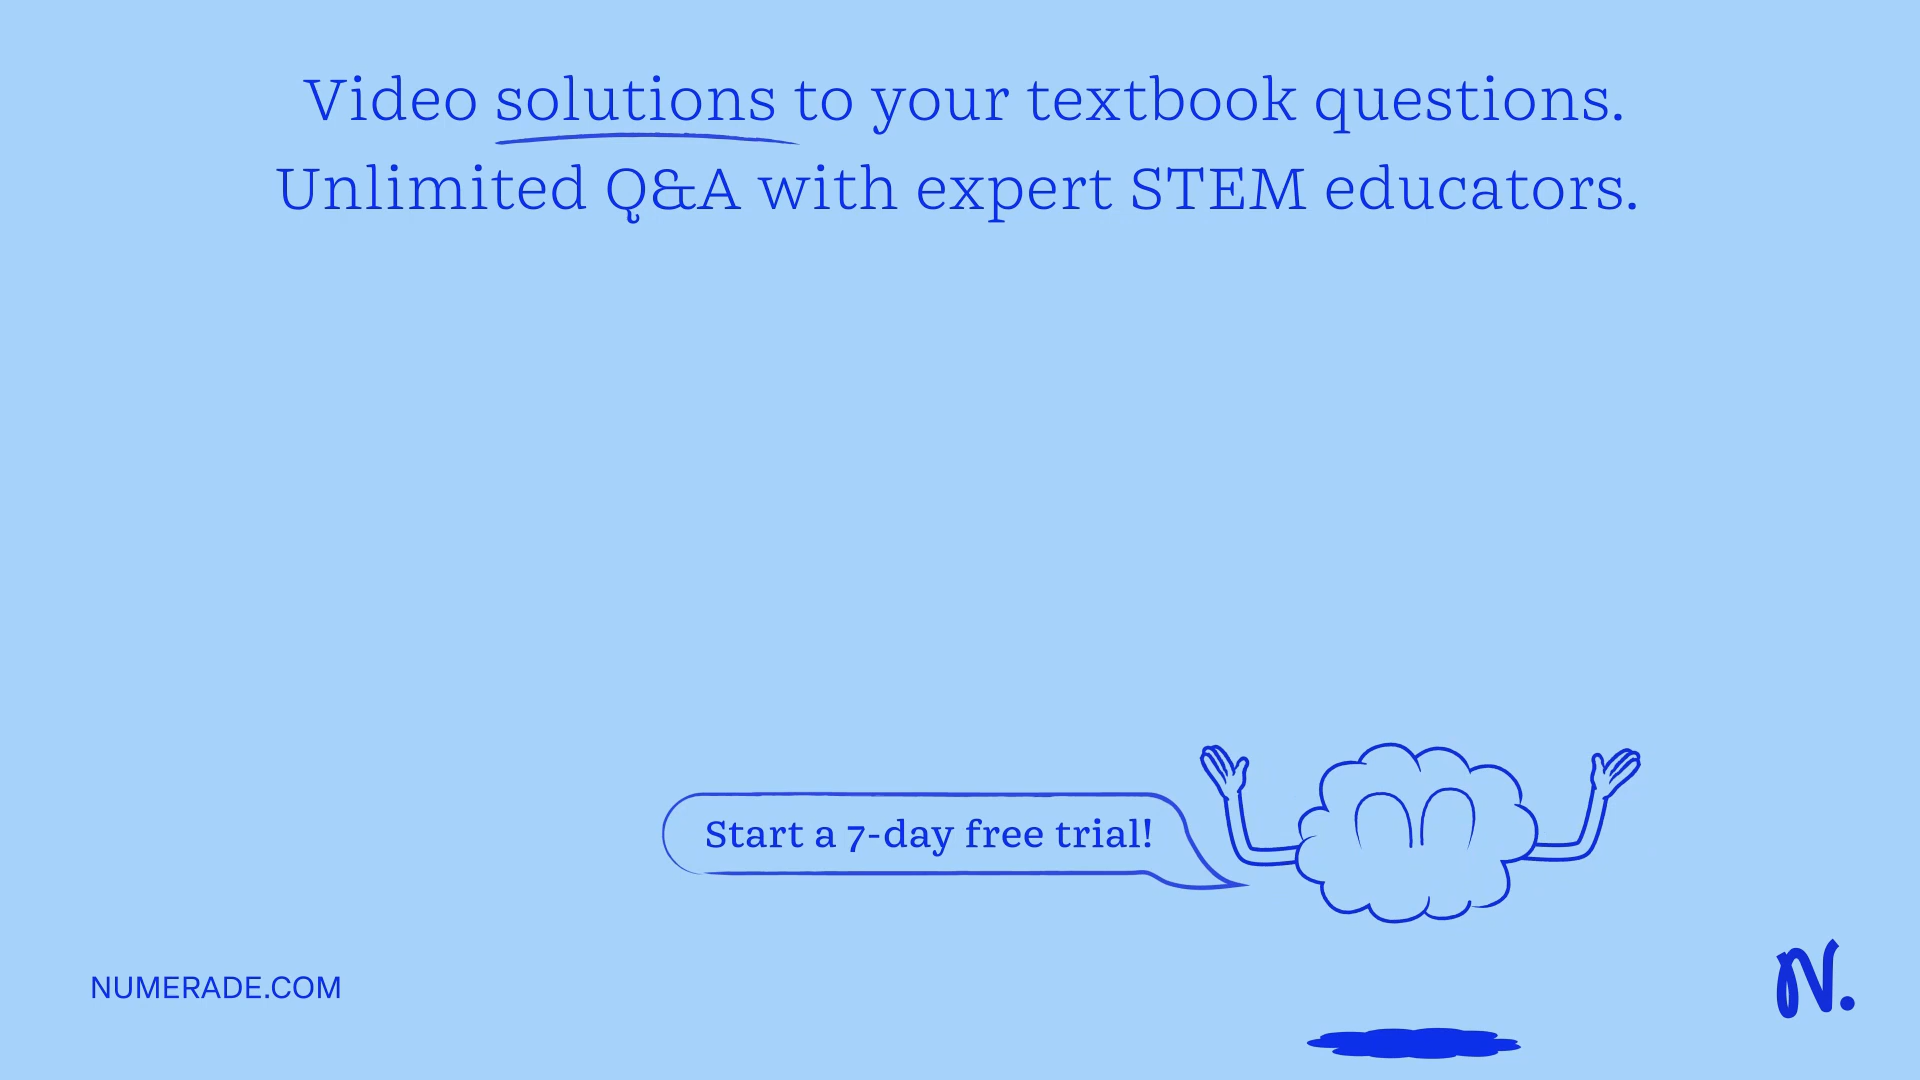 Video solutions to your textbook questions.
Unlimited Q&A with expert STEM educators.
Start a 7-day free trial!
NUMERADE.COM
N.